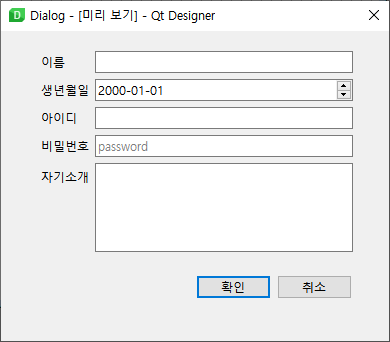 Dialog - [미리 보기] - Qt Designer
이름
생년월일 2000-01-01
아이디
비밀번호 password
자기소개
확인 취소